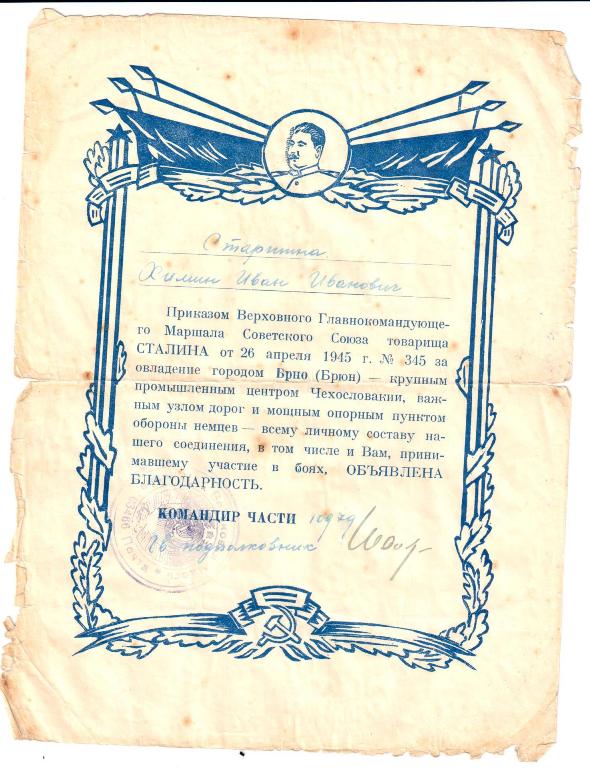 Старшина
Хилин Иван Иванович
Приказом Верховного Главнокомандующе-
го Маршала Советского Союза товарища
СТАЛИНА от 26 апреля 1945 г. № 345 за
овладение городом Брно (Брюн) — крупным
промышленным центром Чехословакии, важ-
ным узлом дорог и мощным опорным пунктом
обороны немцев — всему личному составу на-
шего соединения, в том числе и Вам, прини-
мавшему участие в боях, ОБЪЯВЛЕНА
БЛАГОДАРНОСТЬ.
КОМАНДИР ЧАСТИ
Гв подполковник